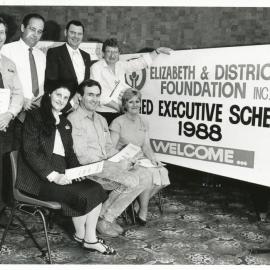 ELIZABETH & DISTRIC
FOUNDATION INC.
ED EXECUTIVE SCHE
1988
WELCOME...